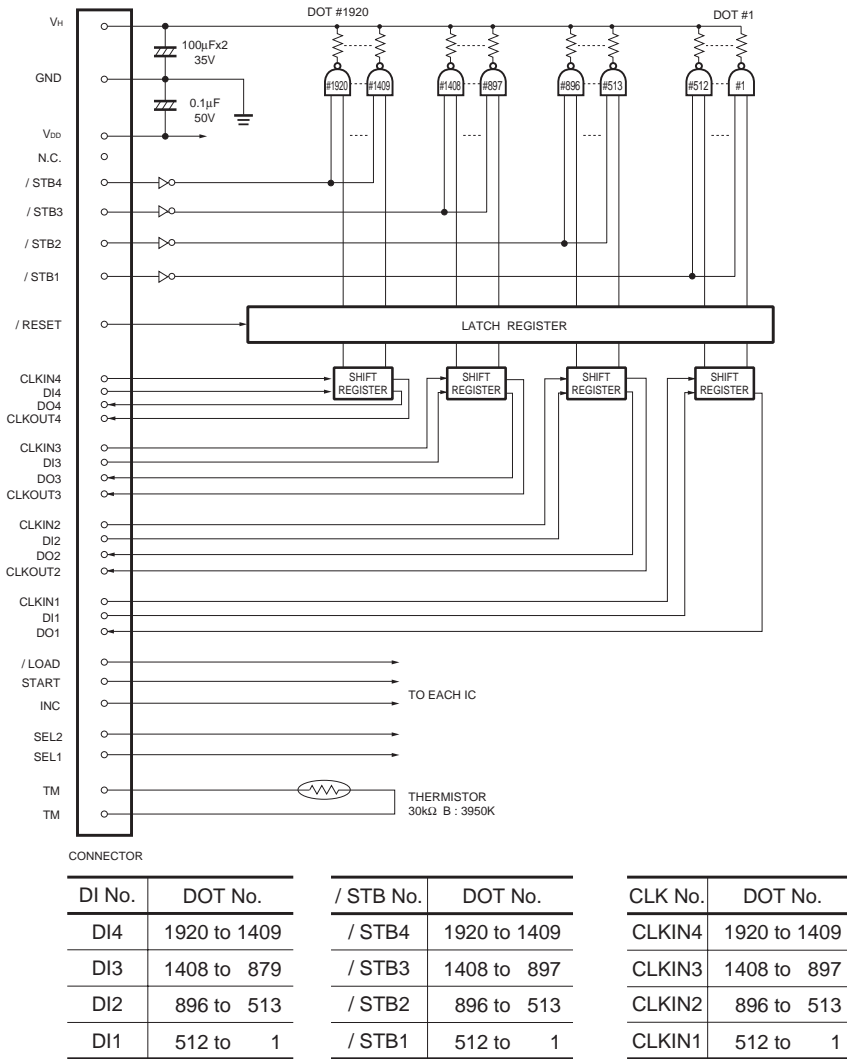 DOT #1920
DOT #1
VH
100μFx2
35V
GND
#1920
#1409
#1408
#897
#896
#513
#512
#1
0.1μF
50V
VDD
N.C.
/ STB4
/ STB3
/ STB2
/ STB1
/ RESET
LATCH REGISTER
CLKIN4
DI4
DO4
CLKOUT4
SHIFT
REGISTER
SHIFT
REGISTER
SHIFT
REGISTER
SHIFT
REGISTER
CLKIN3
DI3
DO3
CLKOUT3
CLKIN2
DI2
DO2
CLKOUT2
CLKIN1
DI1
DO1
/ LOAD
START
INC
TO EACH IC
SEL2
SEL1
TM
TM
THERMISTOR
30kΩ B : 3950K
CONNECTOR
DI No. DOT No.
DI4 1920 to 1409
DI3 1408 to 879
DI2 896 to 513
DI1 512 to 1
/ STB No. DOT No.
/ STB4 1920 to 1409
/ STB3 1408 to 897
/ STB2 896 to 513
/ STB1 512 to 1
CLK No. DOT No.
CLKIN4 1920 to 1409
CLKIN3 1408 to 897
CLKIN2 896 to 513
CLKIN1 512 to 1